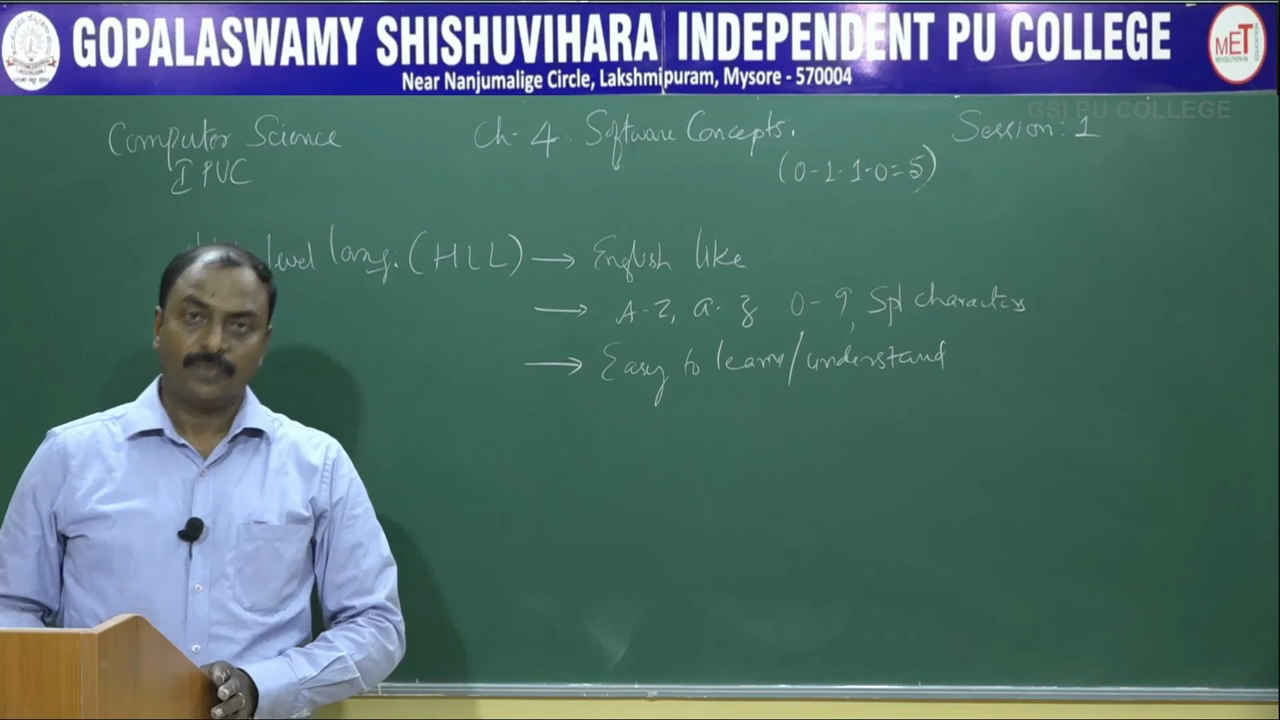 GOPALASWAMY SHISHUVIHARA INDEPENDENT PU COLLEGE
Near Nanjumalige Circle, Lakshmipuram, Mysore - 570004
MET
GSI PU COLLEGE
Computer Science
I PUC
Ch- 4. Software Concepts.
(0-1-1-0=5)
Session: 1
level lang. (HLL) → English like
→ A-Z, a-z 0-9, Spl characters
→ Easy to learn/understand